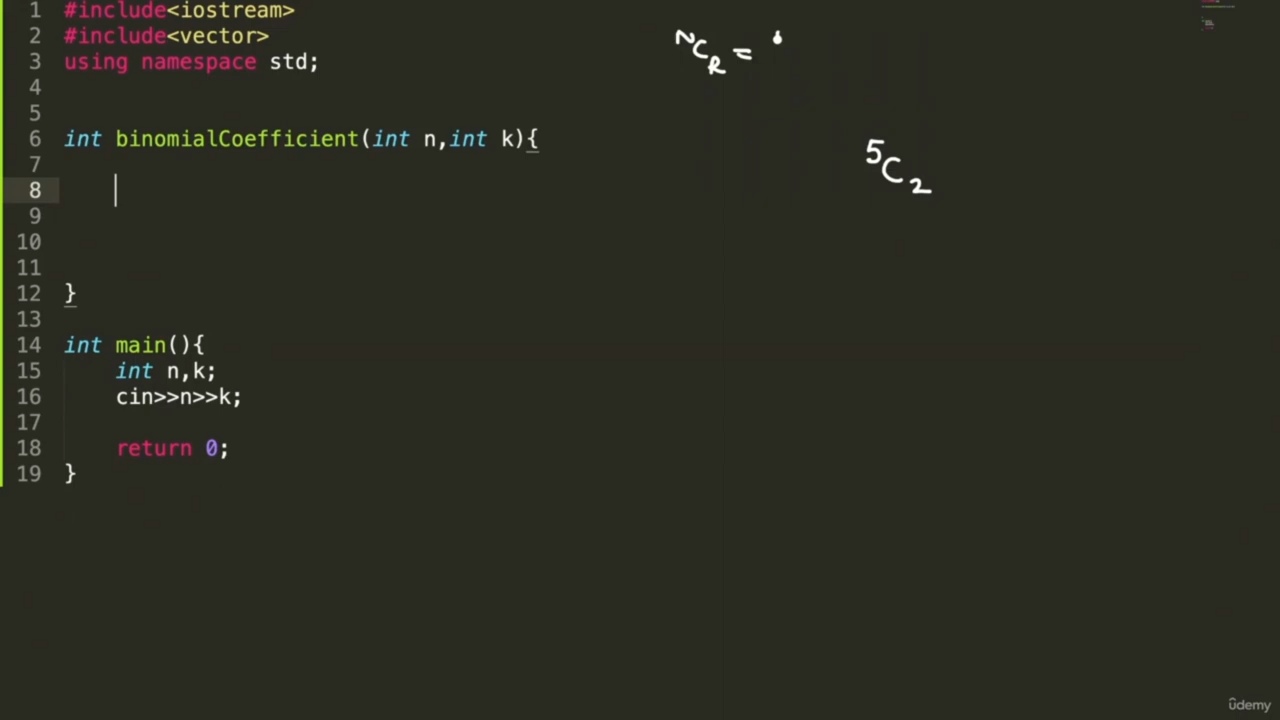 1 #include<iostream>
2 #include<vector>
3 using namespace std;
4
5
6 int binomialCoefficient(int n,int k){
7
8
9
10
11
12 }
13
14 int main(){
15 int n,k;
16 cin>>n>>k;
17
18 return 0;
19 }
NCR =
5C2
ûdemy